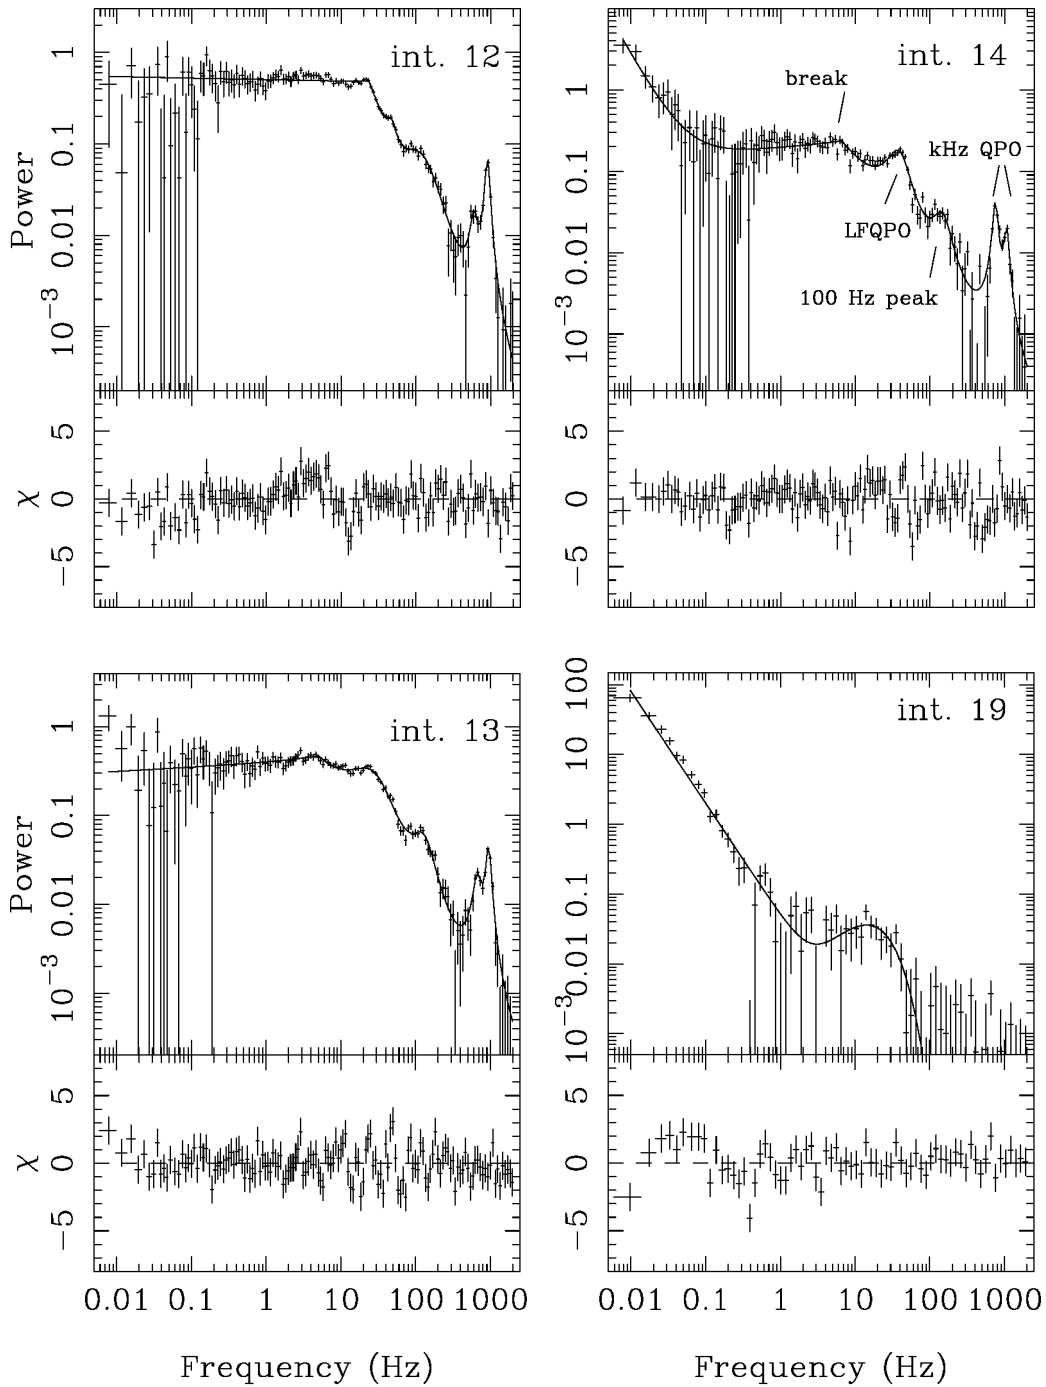 int. 12
1
0.1
0.01
10−3
Power
5
0
−5
χ
int. 14
break
kHz QPO
LFQPO
100 Hz peak
1
0.1
0.01
10−3
5
0
−5
int. 13
1
0.1
0.01
10−3
Power
5
0
−5
χ
0.01 0.1 1 10 100 1000
Frequency (Hz)
int. 19
100
10
1
0.1
0.01
10−3
5
0
−5
0.01 0.1 1 10 100 1000
Frequency (Hz)